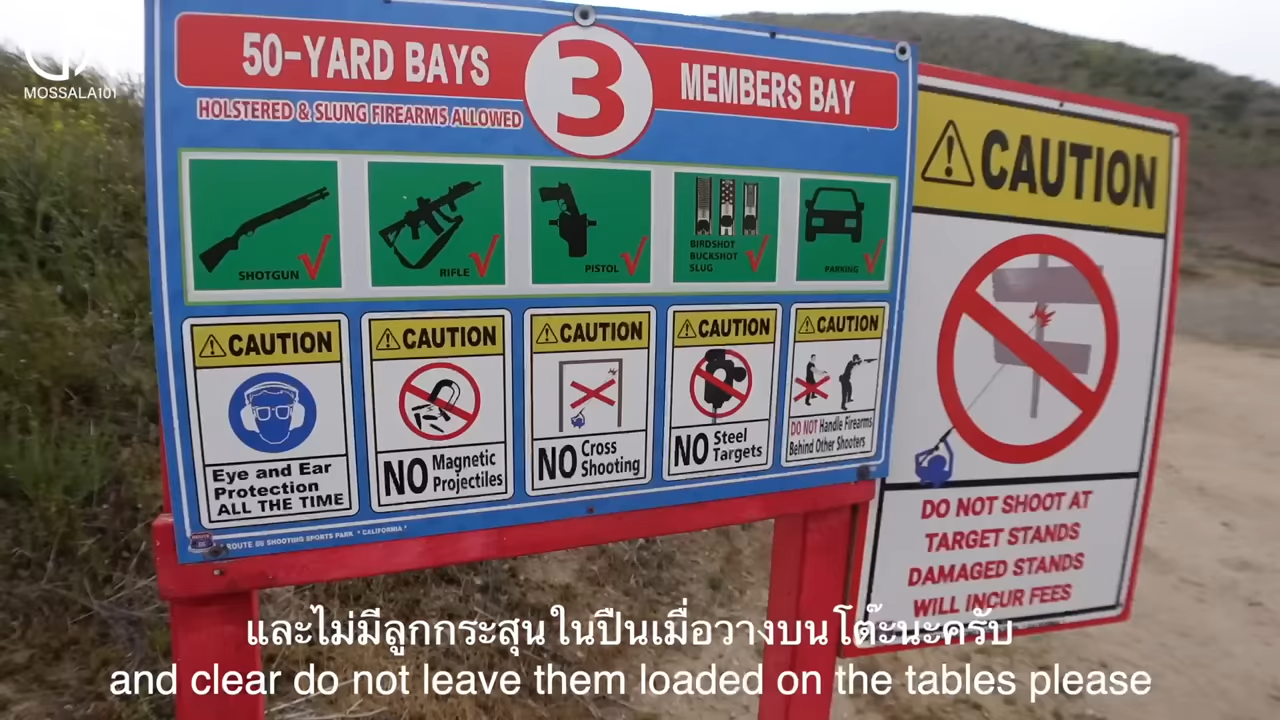 MOSSALA101
50-YARD BAYS
3
MEMBERS BAY
HOLSTERED & SLUNG FIREARMS ALLOWED
SHOTGUN
RIFLE
PISTOL
BIRDSHOT
BUCKSHOT
SLUG
PARKING
CAUTION
Eye and Ear
Protection
ALL THE TIME
CAUTION
NO Magnetic
Projectiles
CAUTION
NO Cross
Shooting
CAUTION
NO Steel
Targets
CAUTION
DO NOT Handle Firearms
Behind Other Shooters
ROUTE 66 SHOOTING SPORTS PARK * CALIFORNIA *
CAUTION
DO NOT SHOOT AT
TARGET STANDS
DAMAGED STANDS
WILL INCUR FEES
และไม่มีลูกกระสุนในปืนเมื่อวางบนโต๊ะนะครับ
and clear do not leave them loaded on the tables please